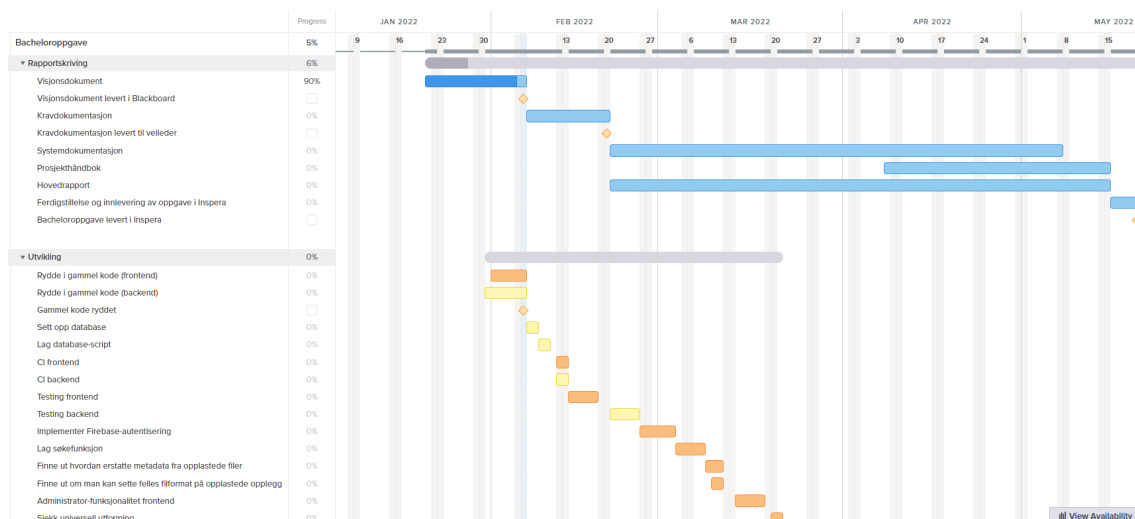 Progress JAN 2022 FEB 2022 MAR 2022 APR 2022 MAY 2022
9 16 23 30 13 20 27 6 13 20 27 3 10 17 24 1 8 15
Bacheloroppgave 5%
Rapportskriving 6%
Visjonsdokument 90%
Visjonsdokument levert i Blackboard
Kravdokumentasjon 0%
Kravdokumentasjon levert til veileder
Systemdokumentasjon 0%
Prosjekthåndbok 0%
Hovedrapport 0%
Ferdigstillelse og innlevering av oppgave i Inspera 0%
Bacheloroppgave levert i Inspera
Utvikling 0%
Rydde i gammel kode (frontend) 0%
Rydde i gammel kode (backend) 0%
Gammel kode ryddet
Sett opp database 0%
Lag database-script 0%
CI frontend 0%
CI backend 0%
Testing frontend 0%
Testing backend 0%
Implementer Firebase-autentisering 0%
Lag søkefunksjon 0%
Finne ut hvordan erstatte metadata fra opplastede filer 0%
Finne ut om man kan sette felles filformat på opplastede opplegg 0%
Administrator-funksjonalitet frontend 0%
Sjekk universell utforming 0%
View Availability